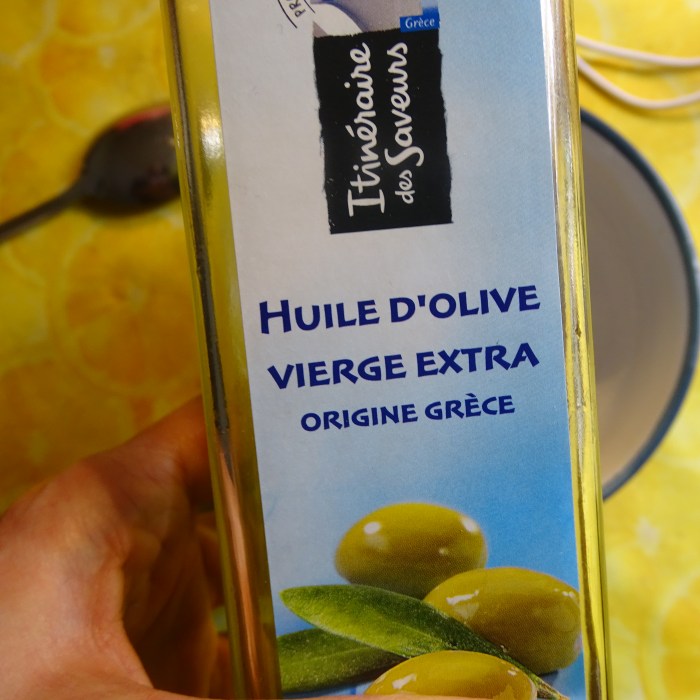 Grèce
Itinéraire
des Saveurs
HUILE D'OLIVE
VIERGE EXTRA
ORIGINE GRÈCE